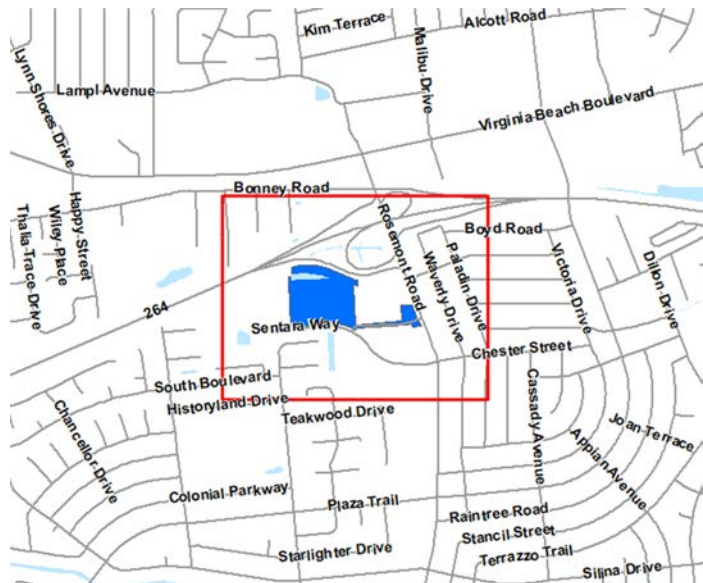 Kim Terrace
Alcott Road
Malibu Drive
Lynn Shores Drive
Lampl Avenue
Virginia Beach Boulevard
Bonney Road
Happy Street
Wiley Place
Thalia Trace Drive
Rosemont Road
Boyd Road
Paladin Drive
Waverly Drive
Victoria Drive
Dillon Drive
264
Sentara Way
Chester Street
South Boulevard
Historyland Drive
Teakwood Drive
Cassady Avenue
Chancellor Drive
Joan Terrace
Appian Avenue
Colonial Parkway
Plaza Trail
Raintree Road
Stancil Street
Starlighter Drive
Terrazzo Trail
Silina Drive